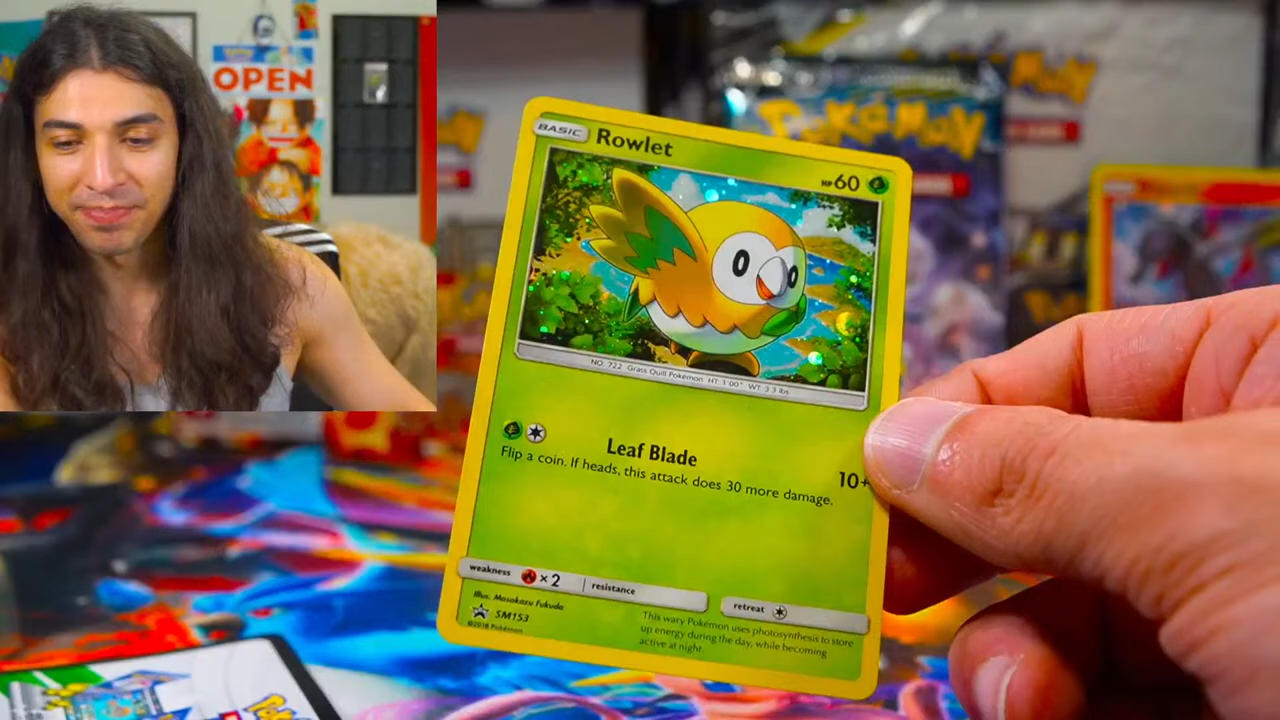 OPEN
POKéMON
BASIC Rowlet HP60
NO. 722 Grass Quill Pokémon HT: 1'00" WT: 3.3 lbs
Leaf Blade 10+
Flip a coin. If heads, this attack does 30 more damage.
weakness ×2 resistance retreat
Illus. Masakazu Fukuda
SM153
©2018 Pokémon
This wary Pokémon uses photosynthesis to store
up energy during the day, while becoming
active at night.